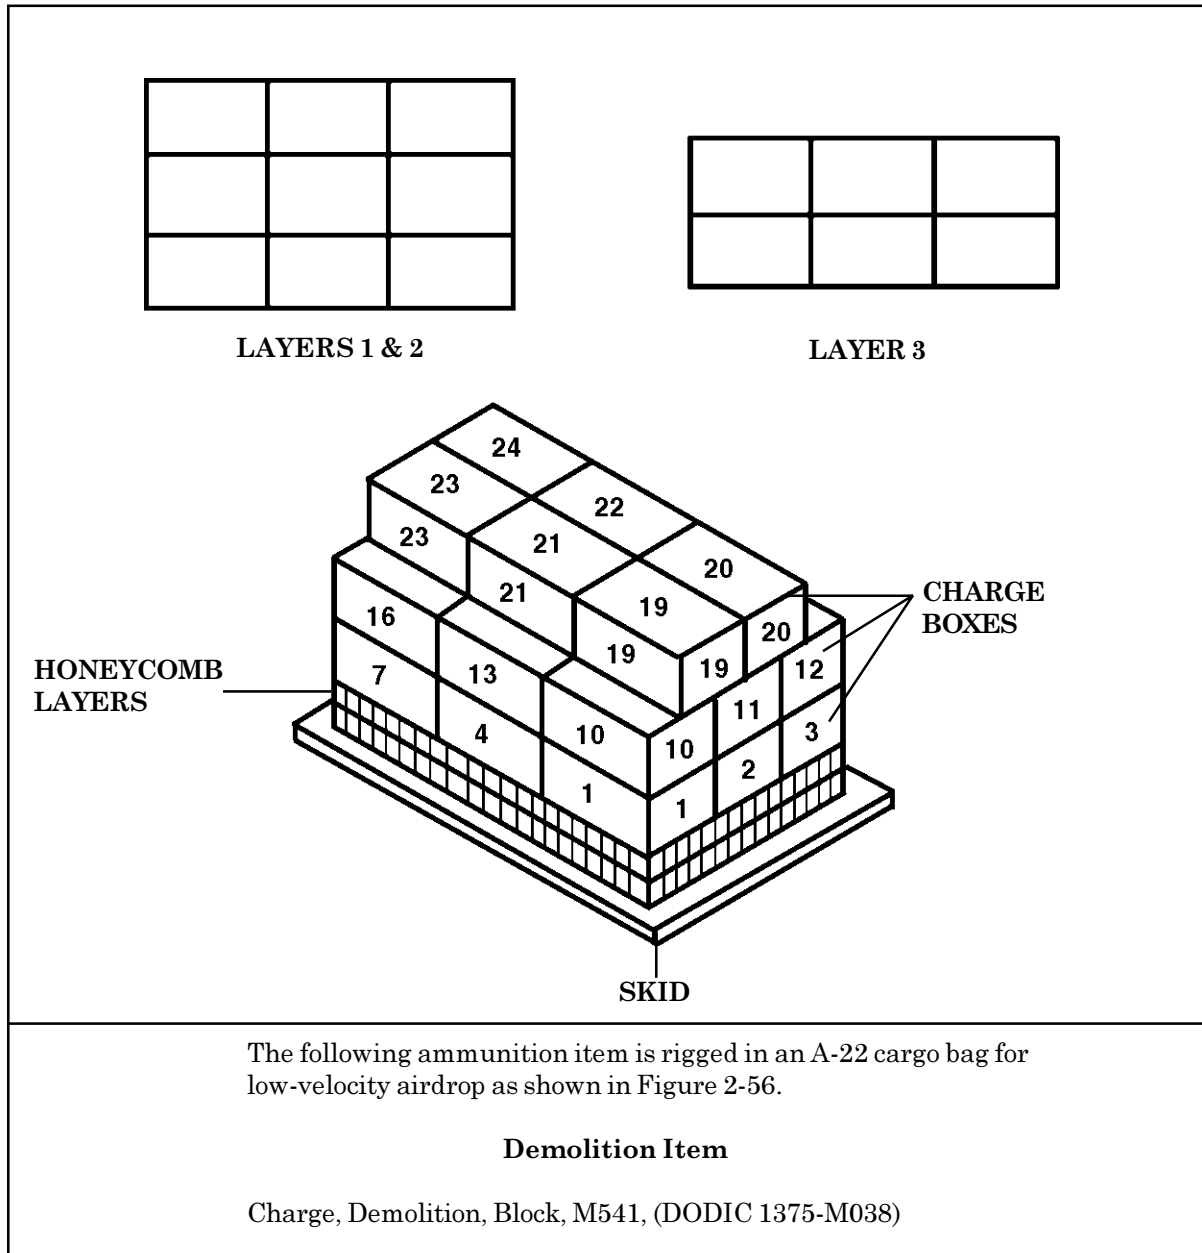 LAYERS 1 & 2
LAYER 3
24
23
22
23
21
20
21
19
CHARGE
BOXES
16
19
19
20
12
HONEYCOMB
LAYERS
7
13
11
4
10
10
3
2
1
1
SKID
The following ammunition item is rigged in an A-22 cargo bag for
low-velocity airdrop as shown in Figure 2-56.
Demolition Item
Charge, Demolition, Block, M541, (DODIC 1375-M038)